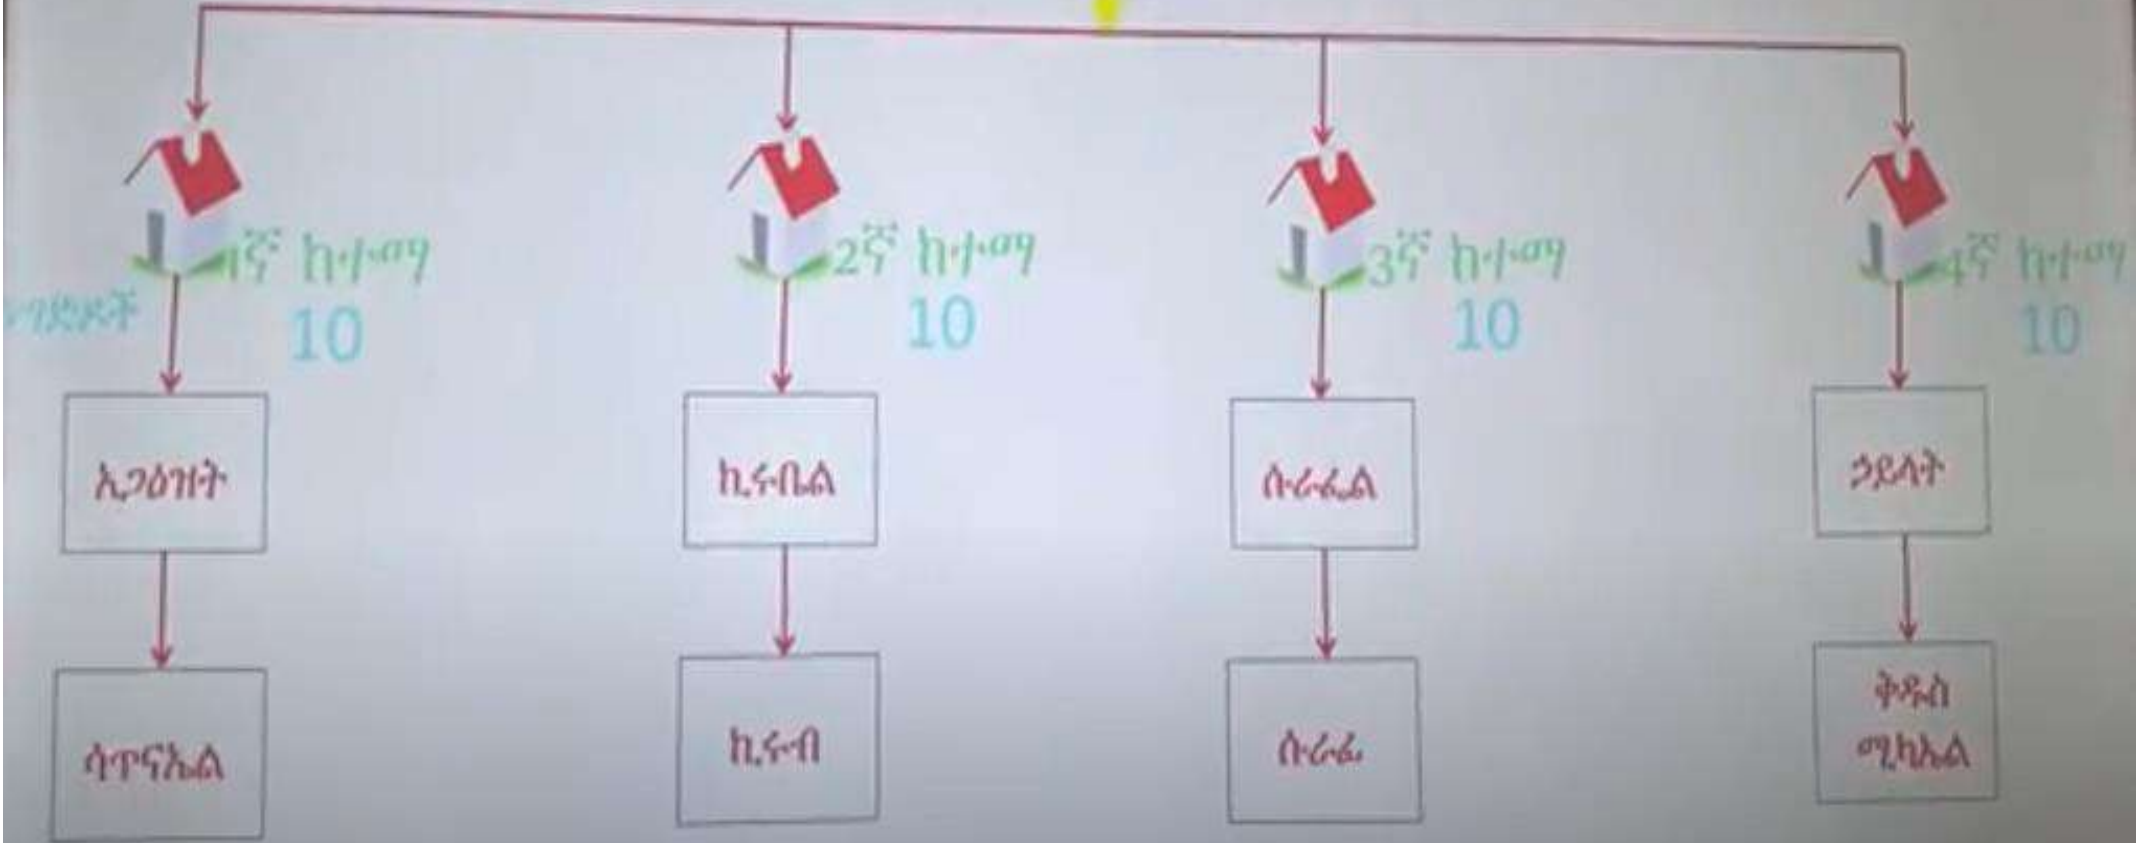 1ኛ ከተማ
2ኛ ከተማ
3ኛ ከተማ
4ኛ ከተማ
10
10
10
10
አጋዕዝት
ኪሩቤል
ሱራፌል
ኃይላት
ሳጥናኤል
ኪሩብ
ሱራፌ
ቅዱስ
ሚካኤል